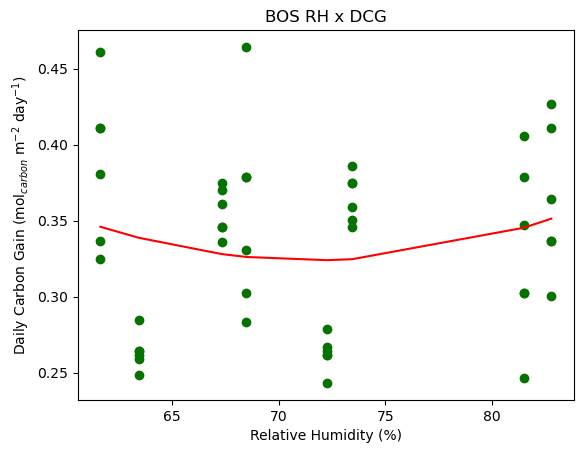 BOS RH x DCG
0.45
0.40
0.35
0.30
0.25
Daily Carbon Gain (mol_carbon m⁻² day⁻¹)
65 70 75 80
Relative Humidity (%)